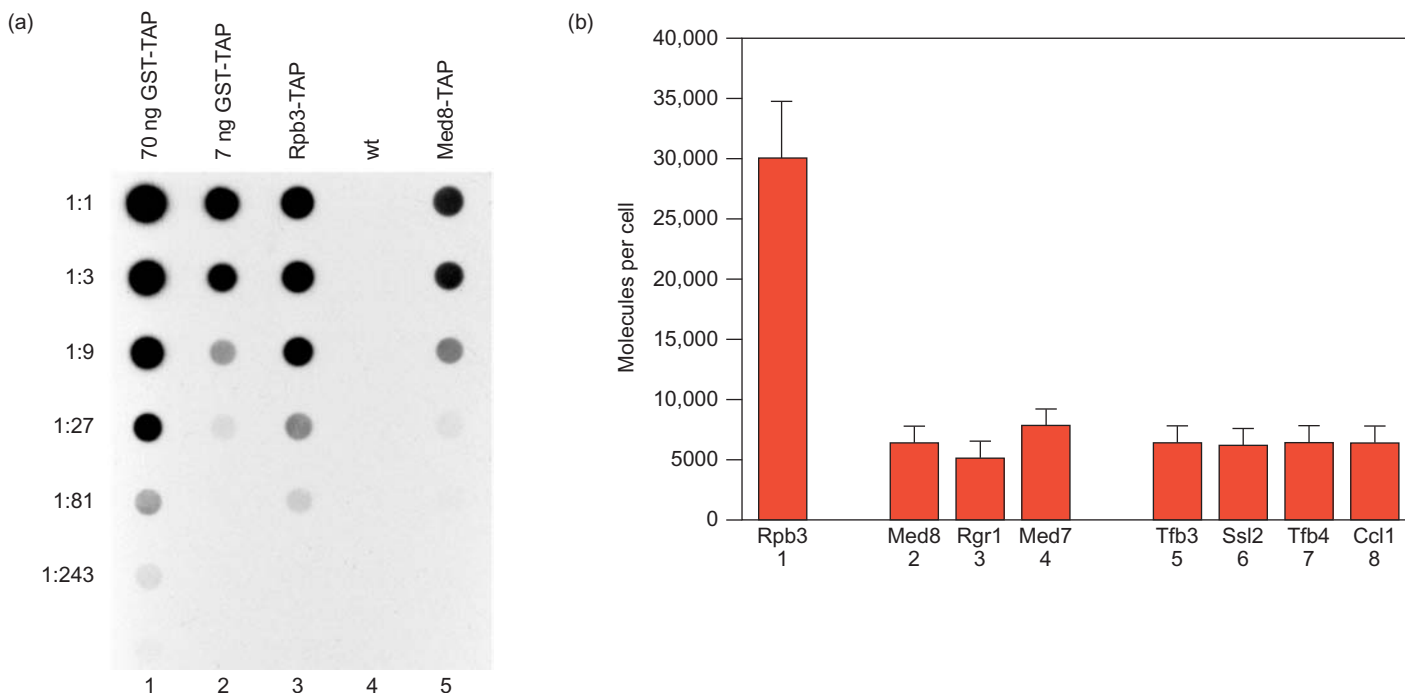 (a)
70 ng GST-TAP
7 ng GST-TAP
Rpb3-TAP
wt
Med8-TAP
1:1
1:3
1:9
1:27
1:81
1:243
1 2 3 4 5
(b)
Molecules per cell
40,000
35,000
30,000
25,000
20,000
15,000
10,000
5000
0
Rpb3 Med8 Rgr1 Med7 Tfb3 Ssl2 Tfb4 Ccl1
1 2 3 4 5 6 7 8